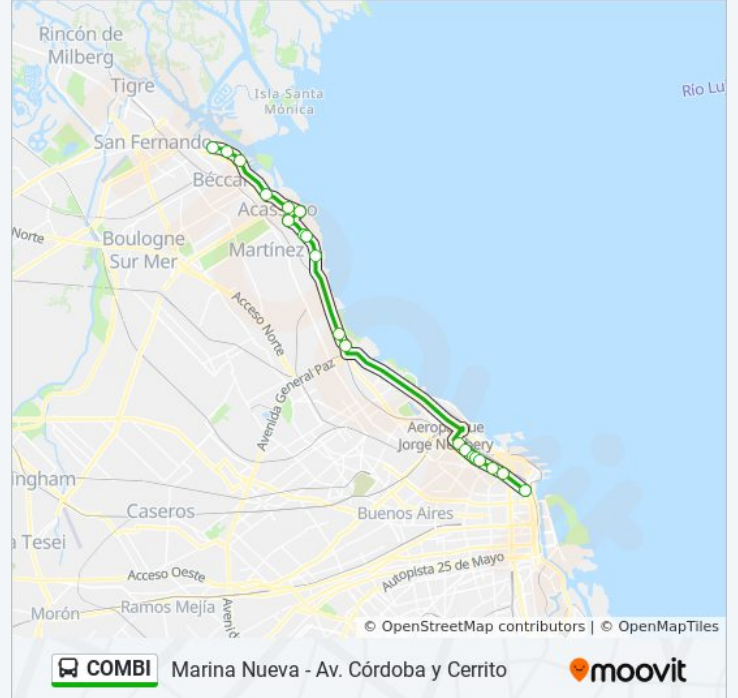 Rincón de
Milberg
Tigre
Isla Santa
Mónica
Río Lu
San Fernando
Béccar
Acassuso
Norte
Boulogne
Sur Mer
Martínez
Acceso Norte
Avenida General Paz
Aeroparque
Jorge Newbery
ingham
Caseros
Buenos Aires
Tesei
Acceso Oeste
Autopista 25 de Mayo
Morón
Ramos Mejía
Avenid
© OpenStreetMap contributors | © OpenMapTiles
COMBI
Marina Nueva - Av. Córdoba y Cerrito
moovit